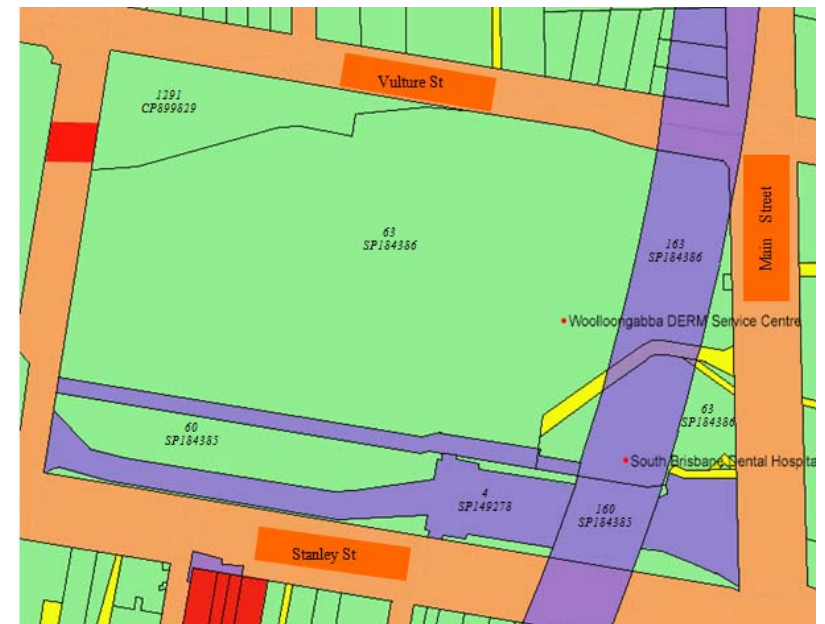 Vulture St
1291
CP899829
Main Street
63
SP184386
163
SP184386
Woolloongabba DERM Service Centre
63
SP184386
60
SP184385
South Brisbane Dental Hospita
4
SP149278
160
SP184385
Stanley St